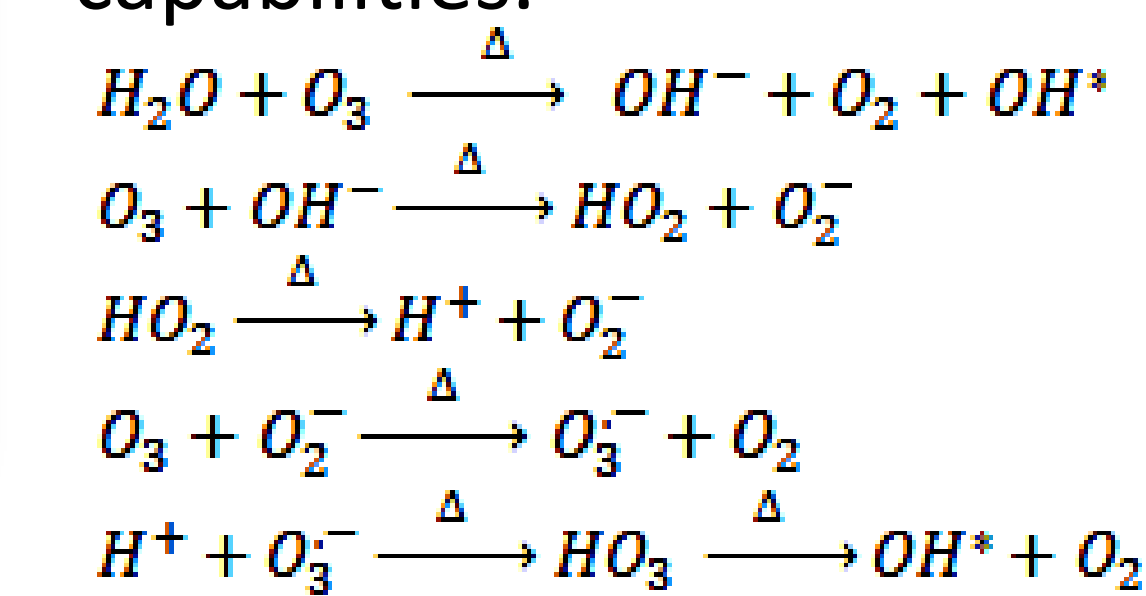 capabilities.
Δ
H₂O + O₃ ⟶ OH⁻ + O₂ + OH*
Δ
O₃ + OH⁻ ⟶ HO₂ + O₂⁻
Δ
HO₂ ⟶ H⁺ + O₂⁻
Δ
O₃ + O₂⁻ ⟶ O₃·⁻ + O₂
Δ Δ
H⁺ + O₃·⁻ ⟶ HO₃ ⟶ OH* + O₂